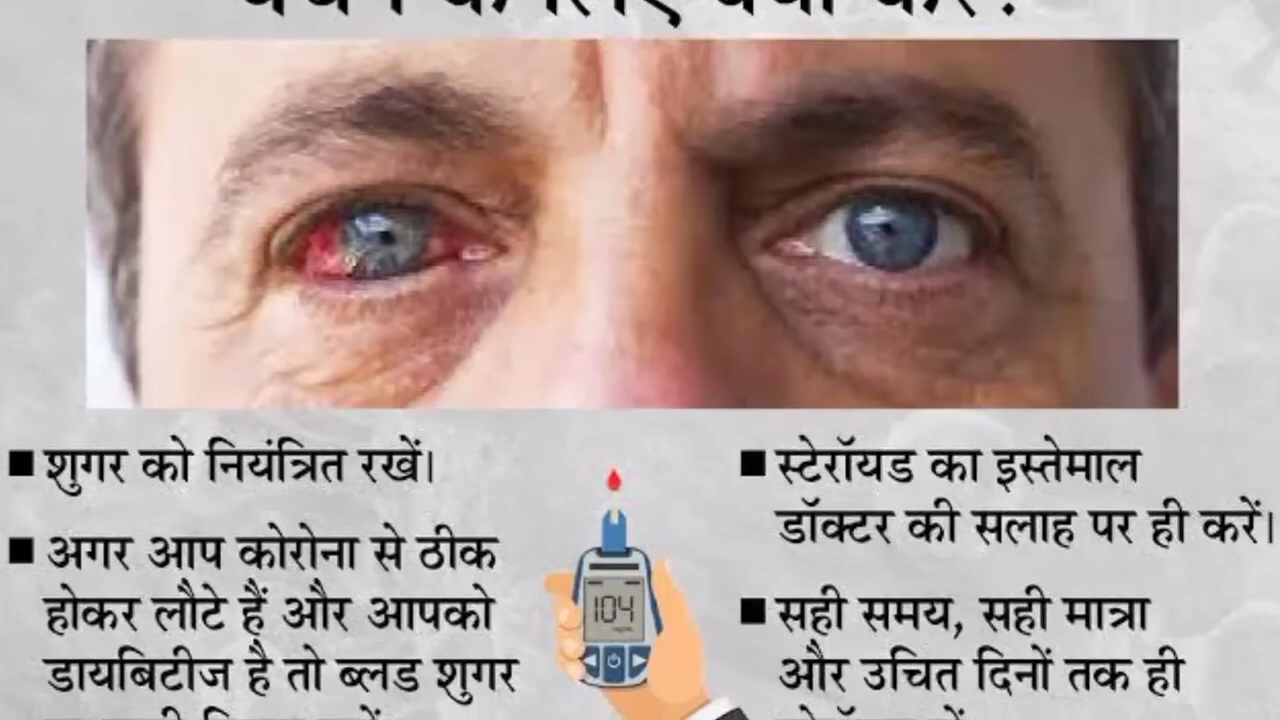 के लिए क्या करें?
■ शुगर को नियंत्रित रखें।
■ अगर आप कोरोना से ठीक
होकर लौटे हैं और आपको
डायबिटीज है तो ब्लड शुगर
104
■ स्टेरॉयड का इस्तेमाल
डॉक्टर की सलाह पर ही करें।
■ सही समय, सही मात्रा
और उचित दिनों तक ही